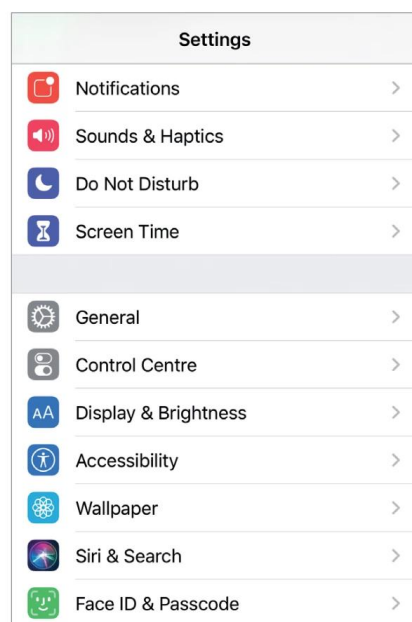 Settings
Notifications
Sounds & Haptics
Do Not Disturb
Screen Time
General
Control Centre
AA
Display & Brightness
Accessibility
Wallpaper
Siri & Search
Face ID & Passcode